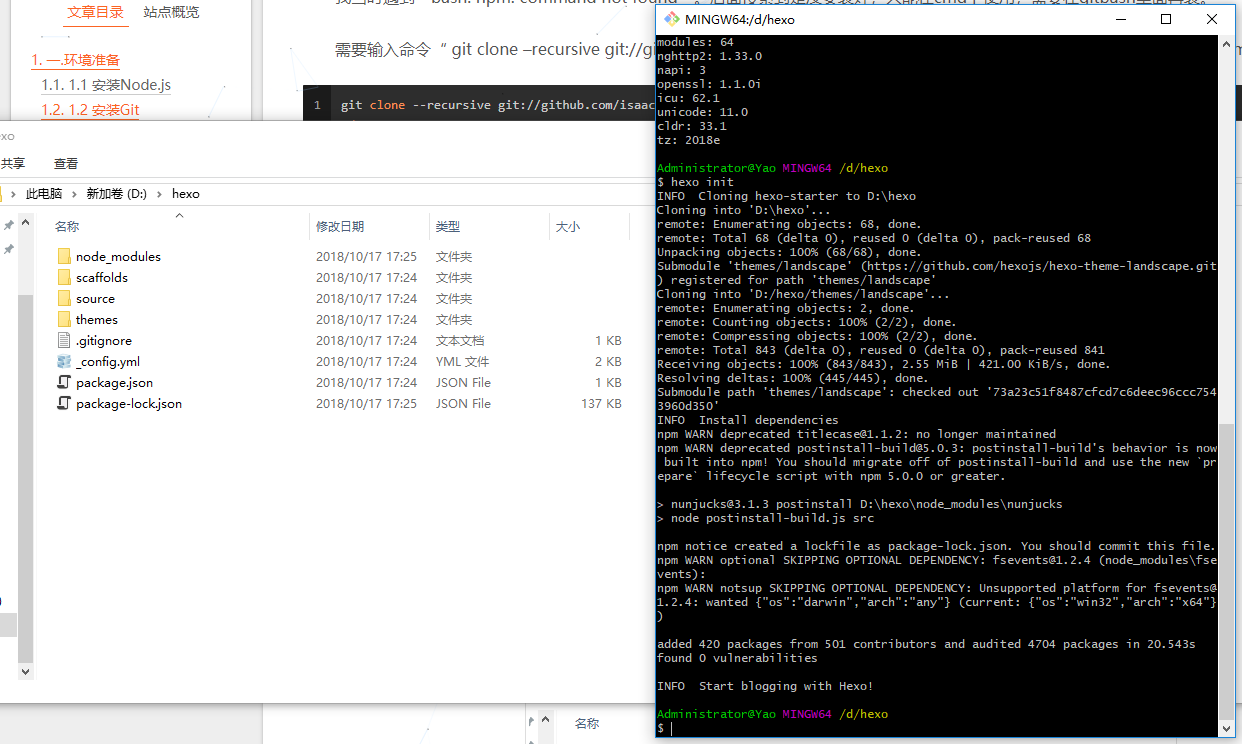 文章目录 站点概览
1. 一.环境准备
1.1. 1.1 安装Node.js
1.2. 1.2 安装Git
需要输入命令“ git clone –recursive git://gi
1 git clone --recursive git://github.com/isaac
共享 查看
此电脑 › 新加卷 (D:) › hexo
名称 修改日期 类型 大小
node_modules 2018/10/17 17:25 文件夹
scaffolds 2018/10/17 17:24 文件夹
source 2018/10/17 17:24 文件夹
themes 2018/10/17 17:24 文件夹
.gitignore 2018/10/17 17:24 文本文档 1 KB
_config.yml 2018/10/17 17:24 YML 文件 2 KB
package.json 2018/10/17 17:24 JSON File 1 KB
package-lock.json 2018/10/17 17:25 JSON File 137 KB
名称
MINGW64:/d/hexo
modules: 64
nghttp2: 1.33.0
napi: 3
openssl: 1.1.0i
icu: 62.1
unicode: 11.0
cldr: 33.1
tz: 2018e
Administrator@Yao MINGW64 /d/hexo
$ hexo init
INFO  Cloning hexo-starter to D:\hexo
Cloning into 'D:\hexo'...
remote: Enumerating objects: 68, done.
remote: Total 68 (delta 0), reused 0 (delta 0), pack-reused 68
Unpacking objects: 100% (68/68), done.
Submodule 'themes/landscape' (https://github.com/hexojs/hexo-theme-landscape.git
) registered for path 'themes/landscape'
Cloning into 'D:/hexo/themes/landscape'...
remote: Enumerating objects: 2, done.
remote: Counting objects: 100% (2/2), done.
remote: Compressing objects: 100% (2/2), done.
remote: Total 843 (delta 0), reused 0 (delta 0), pack-reused 841
Receiving objects: 100% (843/843), 2.55 MiB | 421.00 KiB/s, done.
Resolving deltas: 100% (445/445), done.
Submodule path 'themes/landscape': checked out '73a23c51f8487cfcd7c6deec96ccc754
3960d350'
INFO  Install dependencies
npm WARN deprecated titlecase@1.1.2: no longer maintained
npm WARN deprecated postinstall-build@5.0.3: postinstall-build's behavior is now
 built into npm! You should migrate off of postinstall-build and use the new `pr
epare` lifecycle script with npm 5.0.0 or greater.
> nunjucks@3.1.3 postinstall D:\hexo\node_modules\nunjucks
> node postinstall-build.js src
npm notice created a lockfile as package-lock.json. You should commit this file.
npm WARN optional SKIPPING OPTIONAL DEPENDENCY: fsevents@1.2.4 (node_modules\fse
vents):
npm WARN notsup SKIPPING OPTIONAL DEPENDENCY: Unsupported platform for fsevents@
1.2.4: wanted {"os":"darwin","arch":"any"} (current: {"os":"win32","arch":"x64"}
)
added 420 packages from 501 contributors and audited 4704 packages in 20.543s
found 0 vulnerabilities
INFO  Start blogging with Hexo!
Administrator@Yao MINGW64 /d/hexo
$